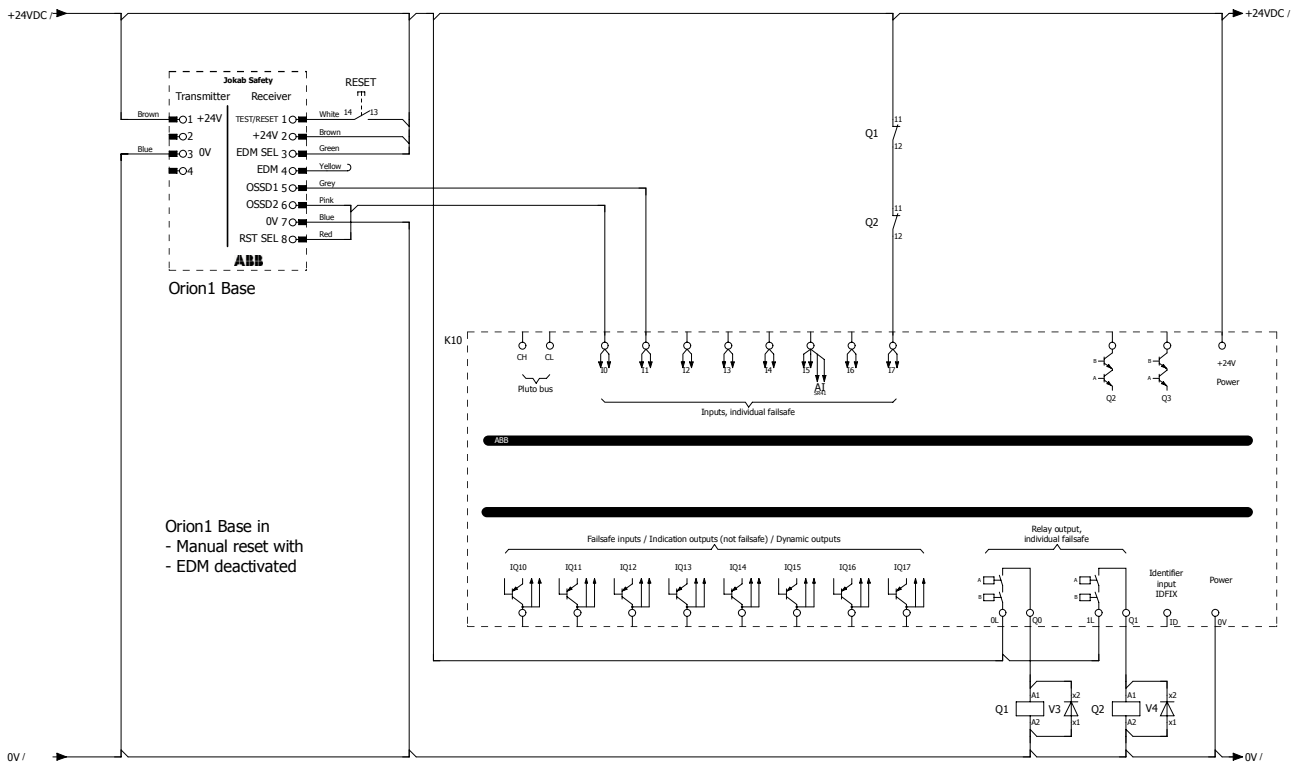 +24VDC /
+24VDC /
Jokab Safety
Transmitter Receiver
RESET
Brown 1 +24V TEST/RESET 1 White 14 13
2 +24V 2 Brown
Blue 3 0V EDM SEL 3 Green
4 EDM 4 Yellow
OSSD1 5 Grey
OSSD2 6 Pink
0V 7 Blue
RST SEL 8 Red
ABB
Orion1 Base
11
Q1
12
11
Q2
12
K10
CH CL I0 I1 I2 I3 I4 I5 I6 I7
AI
SR41
Pluto bus
Inputs, individual failsafe
B B +24V
A A Power
Q2 Q3
ABB
Orion1 Base in
- Manual reset with
- EDM deactivated
Failsafe inputs / Indication outputs (not failsafe) / Dynamic outputs
IQ10 IQ11 IQ12 IQ13 IQ14 IQ15 IQ16 IQ17
Relay output,
individual failsafe
A A
B B
Identifier
input
IDFIX
Power
0L Q0 1L Q1 ID 0V
A1 x2 A1 x2
Q1 V3 Q2 V4
A2 x1 A2 x1
0V /
0V /